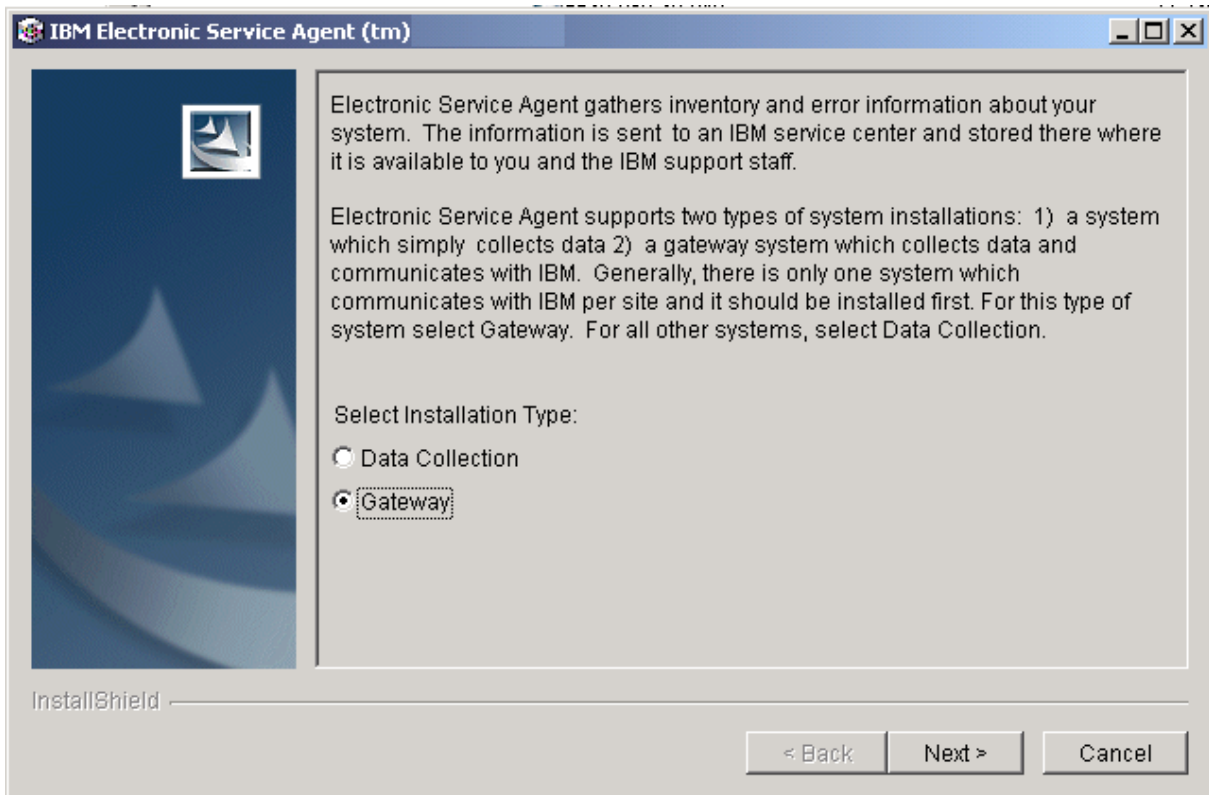 IBM Electronic Service Agent (tm)
Electronic Service Agent gathers inventory and error information about your
system. The information is sent to an IBM service center and stored there where
it is available to you and the IBM support staff.
Electronic Service Agent supports two types of system installations: 1) a system
which simply collects data 2) a gateway system which collects data and
communicates with IBM. Generally, there is only one system which
communicates with IBM per site and it should be installed first. For this type of
system select Gateway. For all other systems, select Data Collection.
Select Installation Type:
Data Collection
Gateway
InstallShield
< Back Next > Cancel